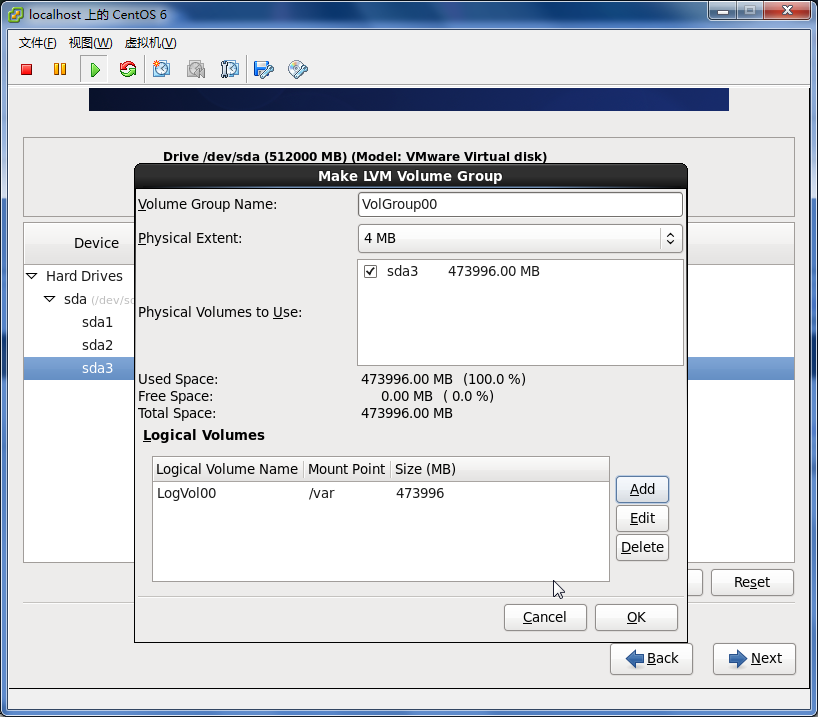 localhost 上的 CentOS 6
文件(F) 视图(W) 虚拟机(V)
Drive /dev/sda (512000 MB) (Model: VMware Virtual disk)
Make LVM Volume Group
Volume Group Name: VolGroup00
Physical Extent: 4 MB
Device
sda3 473996.00 MB
Hard Drives
sda (/dev/sd
Physical Volumes to Use:
sda1
sda2
sda3
Used Space: 473996.00 MB (100.0 %)
Free Space: 0.00 MB ( 0.0 %)
Total Space: 473996.00 MB
Logical Volumes
Logical Volume Name Mount Point Size (MB)
LogVol00 /var 473996
Add
Edit
Delete
Reset
Cancel OK
Back Next